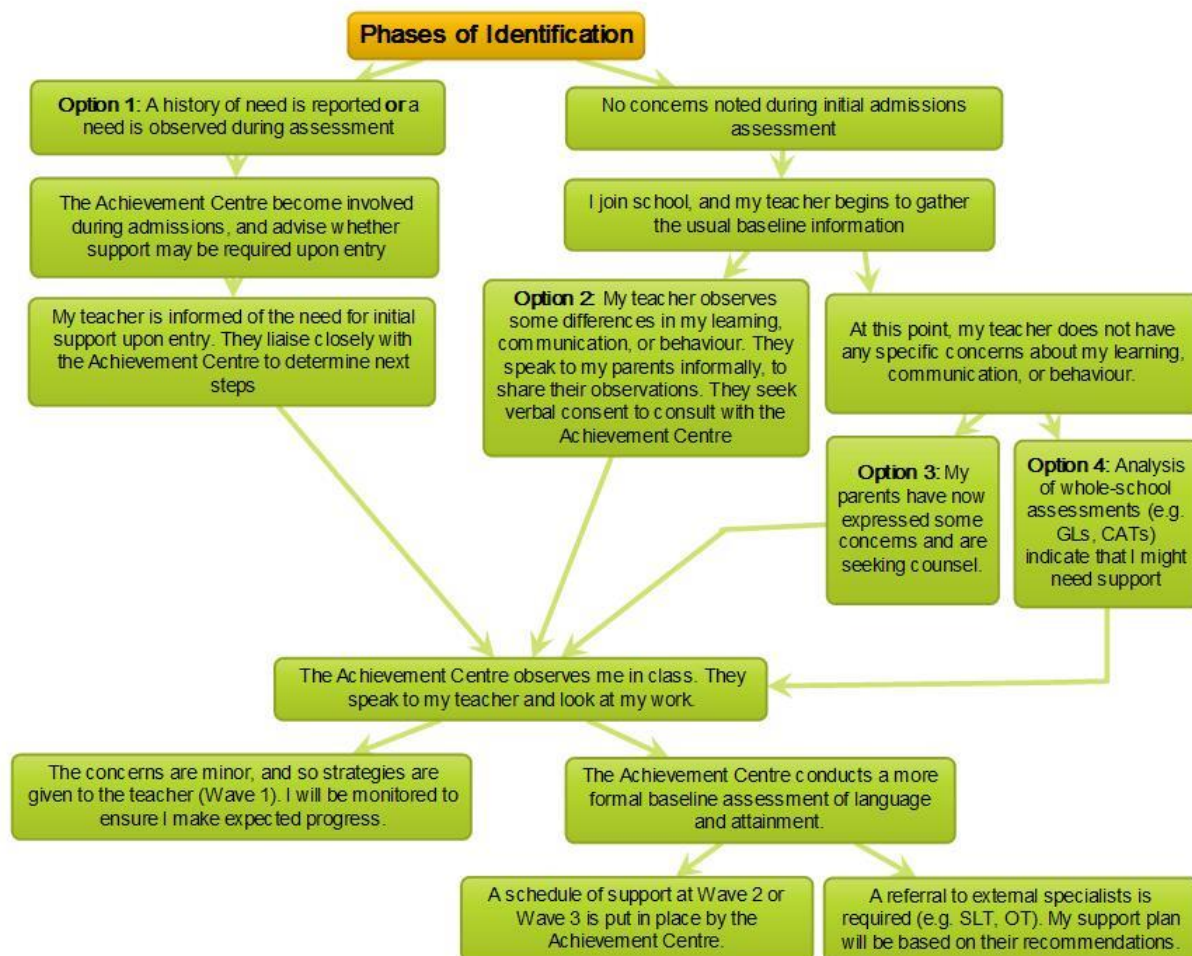 Phases of Identification
Option 1: A history of need is reported or a
need is observed during assessment
No concerns noted during initial admissions
assessment
The Achievement Centre become involved
during admissions, and advise whether
support may be required upon entry
I join school, and my teacher begins to gather
the usual baseline information
My teacher is informed of the need for initial
support upon entry. They liaise closely with
the Achievement Centre to determine next
steps
Option 2: My teacher observes
some differences in my learning,
communication, or behaviour. They
speak to my parents informally, to
share their observations. They seek
verbal consent to consult with the
Achievement Centre
At this point, my teacher does not have
any specific concerns about my learning,
communication, or behaviour.
Option 3: My
parents have now
expressed some
concerns and are
seeking counsel.
Option 4: Analysis
of whole-school
assessments (e.g.
GLs, CATs)
indicate that I might
need support
The Achievement Centre observes me in class. They
speak to my teacher and look at my work.
The concerns are minor, and so strategies are
given to the teacher (Wave 1). I will be monitored to
ensure I make expected progress.
The Achievement Centre conducts a more
formal baseline assessment of language
and attainment.
A schedule of support at Wave 2 or
Wave 3 is put in place by the
Achievement Centre.
A referral to external specialists is
required (e.g. SLT, OT). My support plan
will be based on their recommendations.